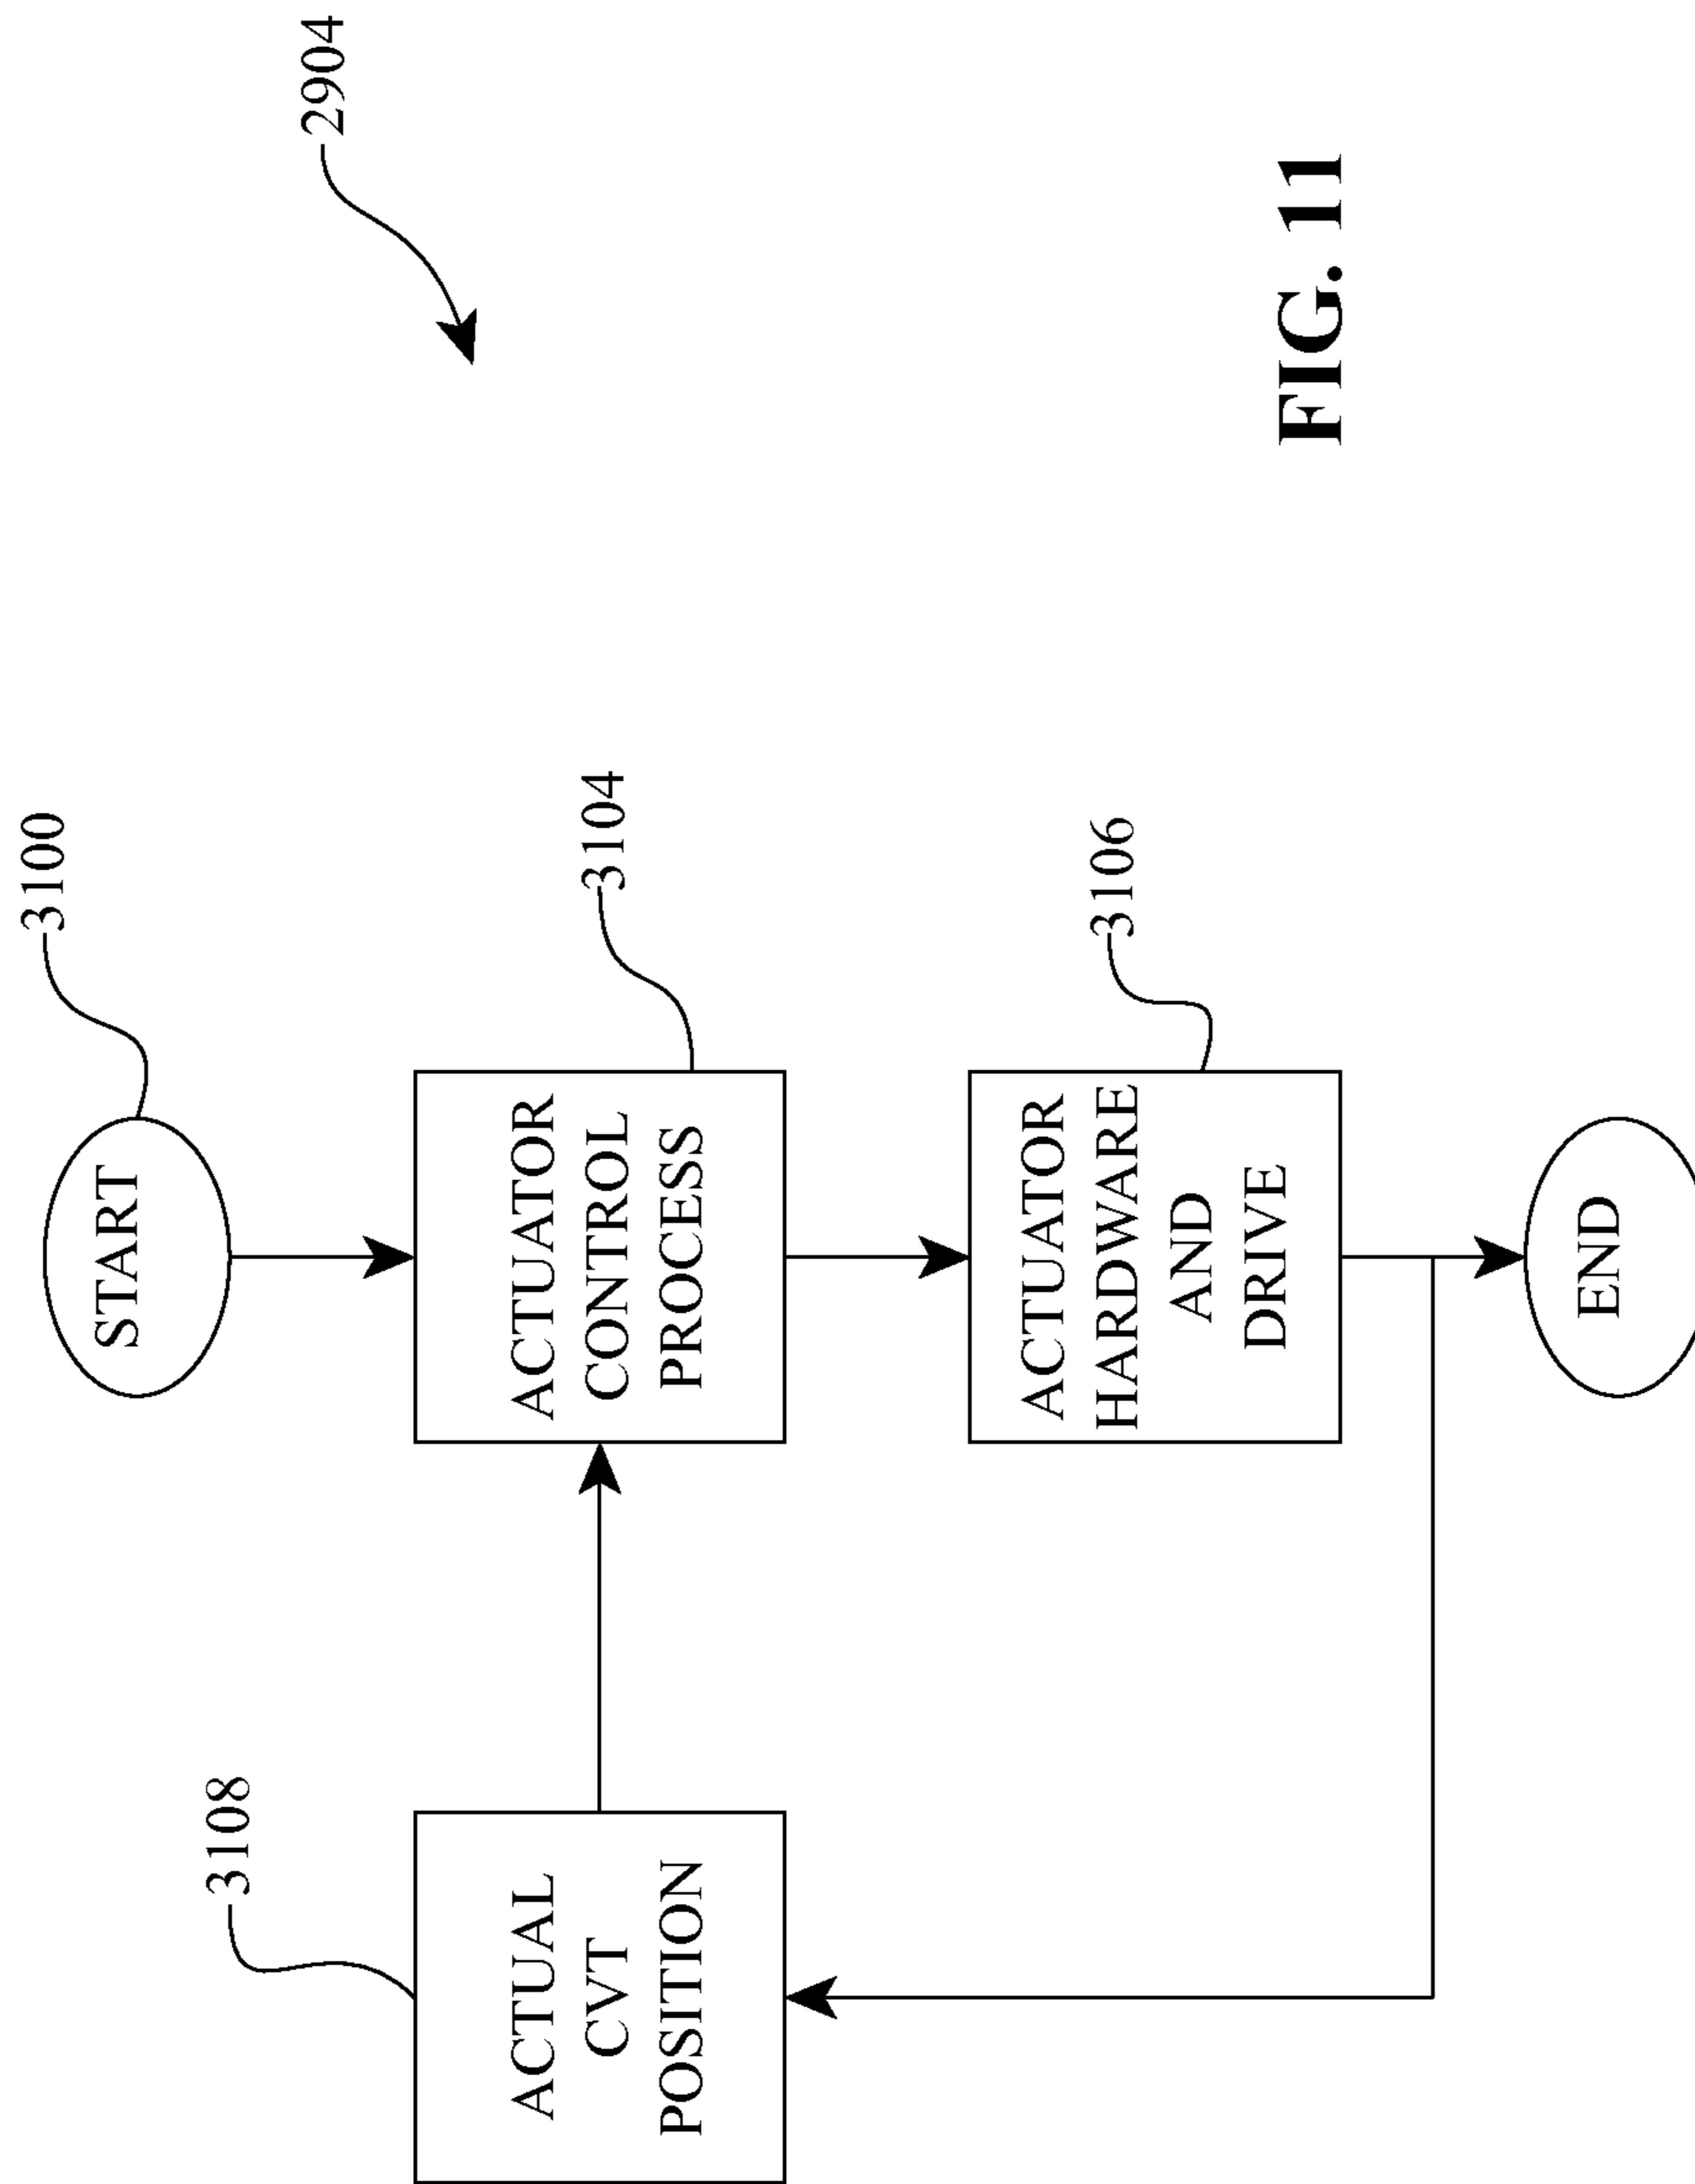 2904
3100
START
3104
ACTUATOR
CONTROL
PROCESS
3108
ACTUAL
CVT
POSITION
3106
ACTUATOR
HARDWARE
AND
DRIVE
END
FIG. 11